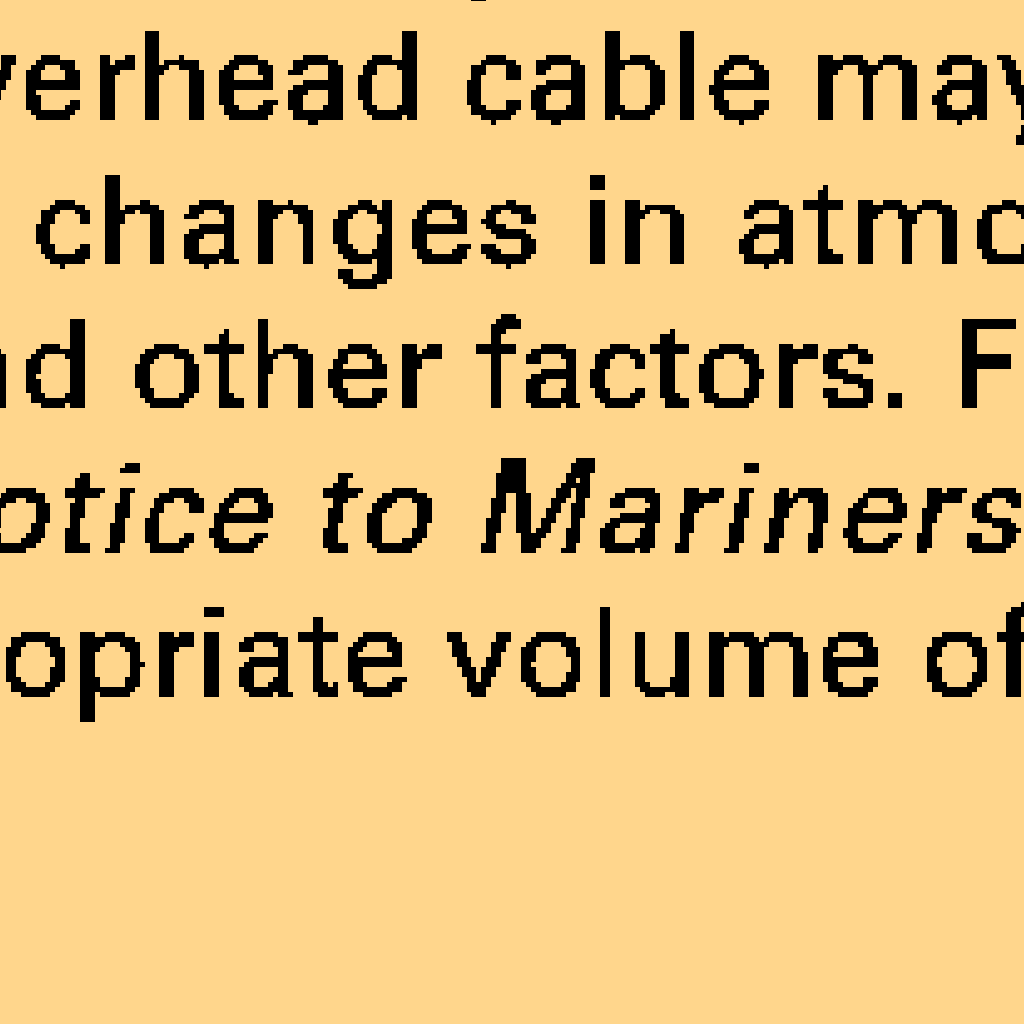 verhead cable may
changes in atmo
nd other factors. F
otice to Mariners
opriate volume of